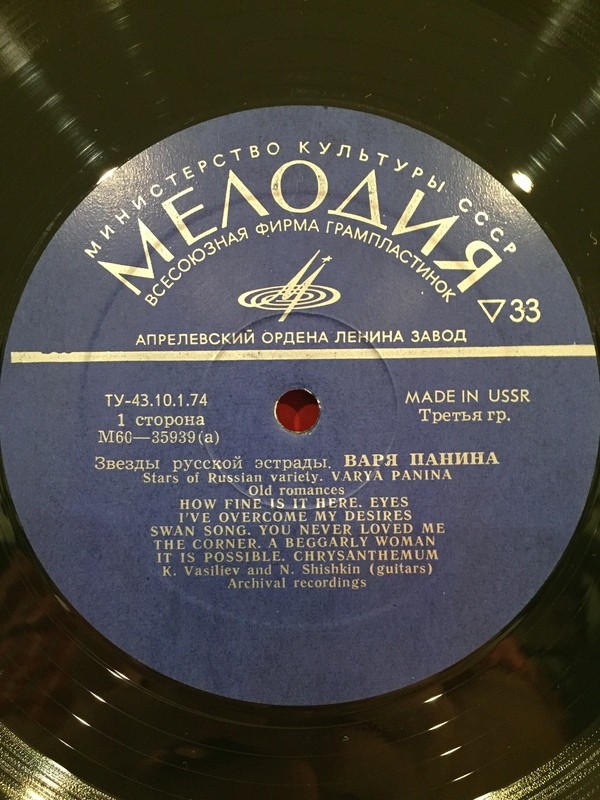 МИНИСТЕРСТВО КУЛЬТУРЫ СССР
МЕЛОДИЯ
ВСЕСОЮЗНАЯ ФИРМА ГРАМПЛАСТИНОК
▽33
АПРЕЛЕВСКИЙ ОРДЕНА ЛЕНИНА ЗАВОД
ТУ-43.10.1.74
1 сторона
М60—35939(а)
MADE IN USSR
Третья гр.
Звезды русской эстрады. ВАРЯ ПАНИНА
Stars of Russian variety. VARYA PANINA
Old romances
HOW FINE IS IT HERE. EYES
I'VE OVERCOME MY DESIRES
SWAN SONG. YOU NEVER LOVED ME
THE CORNER. A BEGGARLY WOMAN
IT IS POSSIBLE. CHRYSANTHEMUM
K. Vasiliev and N. Shishkin (guitars)
Archival recordings